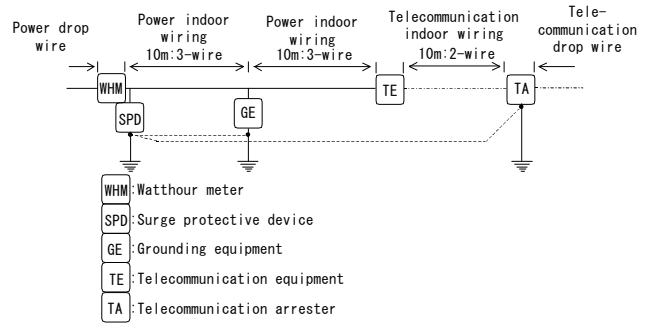 Power drop
wire
Power indoor
wiring
10m:3-wire
Power indoor
wiring
10m:3-wire
Telecommunication
indoor wiring
10m:2-wire
Tele-
communication
drop wire
WHM
SPD
GE
TE
TA
WHM:Watthour meter
SPD:Surge protective device
GE:Grounding equipment
TE:Telecommunication equipment
TA:Telecommunication arrester